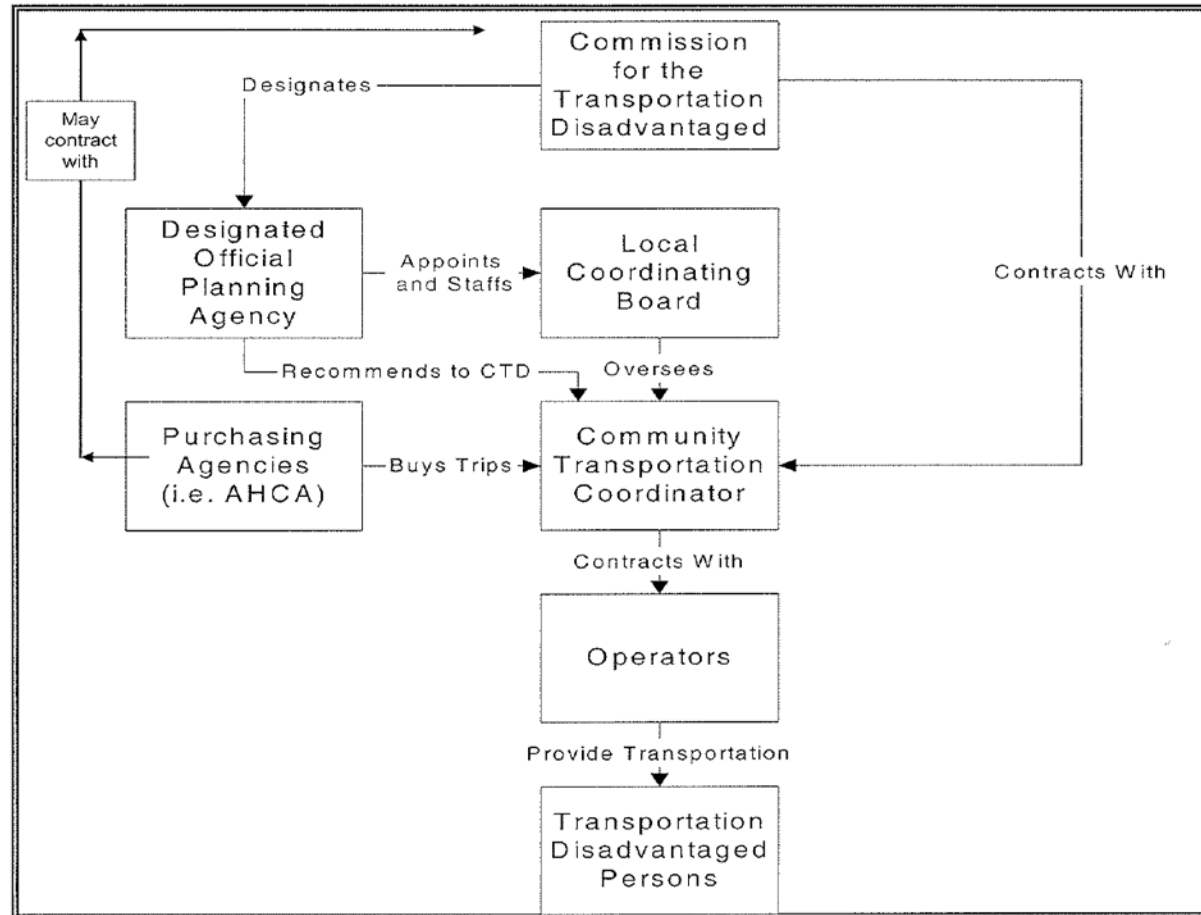 Commission
for the
Transportation
Disadvantaged
Designates
May
contract
with
Designated
Official
Planning
Agency
Appoints
and Staffs
Local
Coordinating
Board
Contracts With
Recommends to CTD
Oversees
Purchasing
Agencies
(i.e. AHCA)
Buys Trips
Community
Transportation
Coordinator
Contracts With
Operators
Provide Transportation
Transportation
Disadvantaged
Persons